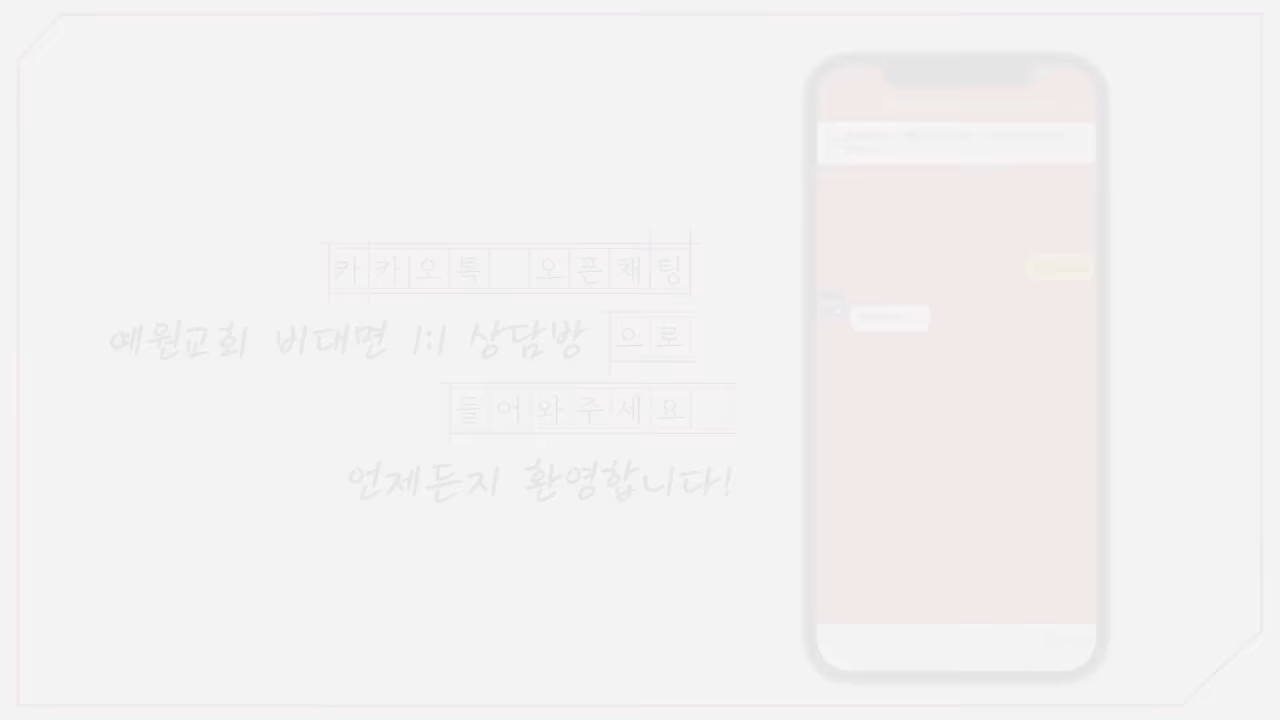 카카오톡 오픈채팅
예원교회 비대면 1:1 상담방으로
들어와주세요
언제든지 환영합니다!